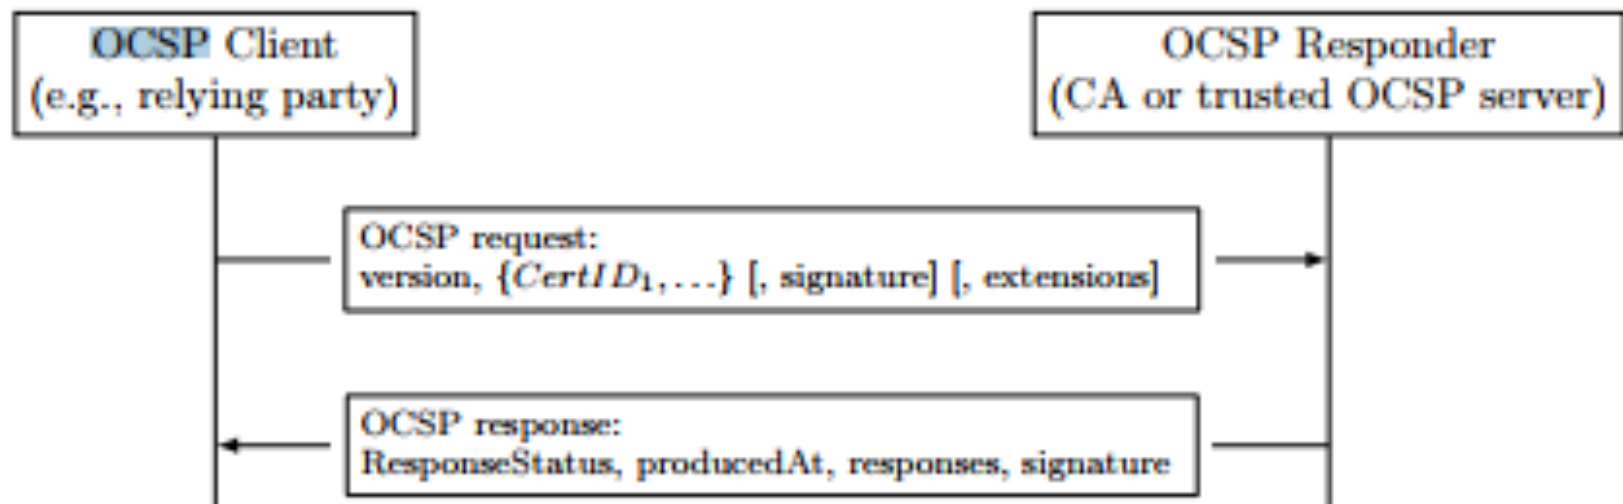 OCSP Client
(e.g., relying party)
OCSP Responder
(CA or trusted OCSP server)
OCSP request:
version, {CertID₁, ...} [, signature] [, extensions]
OCSP response:
ResponseStatus, producedAt, responses, signature